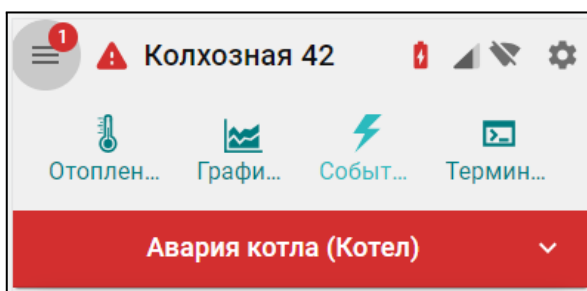 1
Колхозная 42
Отоплен... Графи... Событ... Термин...
Авария котла (Котел)